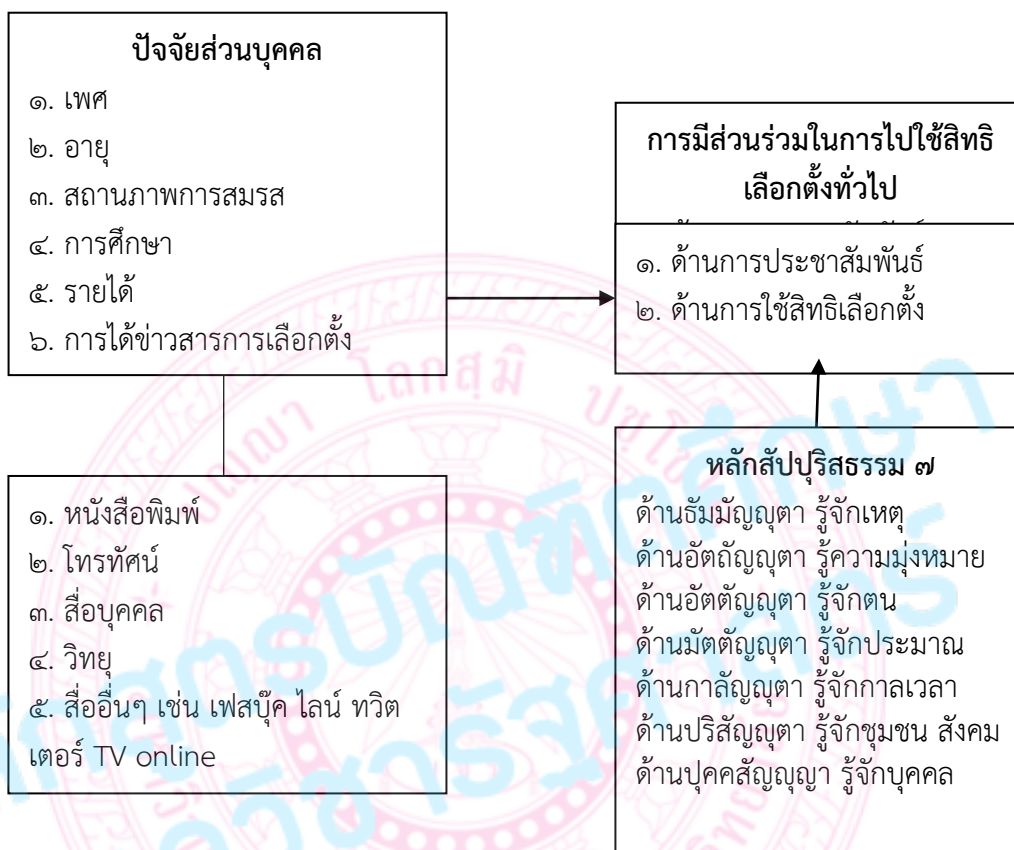 ปัจจัยส่วนบุคคล
๑. เพศ
๒. อายุ
๓. สถานภาพการสมรส
๔. การศึกษา
๕. รายได้
๖. การได้ข่าวสารการเลือกตั้ง
๑. หนังสือพิมพ์
๒. โทรทัศน์
๓. สื่อบุคคล
๔. วิทยุ
๕. สื่ออื่นๆ เช่น เฟสบุ๊ค ไลน์ ทวิต
เตอร์ TV online
การมีส่วนร่วมในการไปใช้สิทธิ
เลือกตั้งทั่วไป
๑. ด้านการประชาสัมพันธ์
๒. ด้านการใช้สิทธิเลือกตั้ง
หลักสัปปุริสธรรม ๗
ด้านธัมมัญญุตา รู้จักเหตุ
ด้านอัตถัญญุตา รู้ความมุ่งหมาย
ด้านอัตตัญญุตา รู้จักตน
ด้านมัตตัญญุตา รู้จักประมาณ
ด้านกาลัญญุตา รู้จักกาลเวลา
ด้านปริสัญญุตา รู้จักชุมชน สังคม
ด้านปุคคสัญญุญา รู้จักบุคคล
โลกสฺมิ ปชฺโช